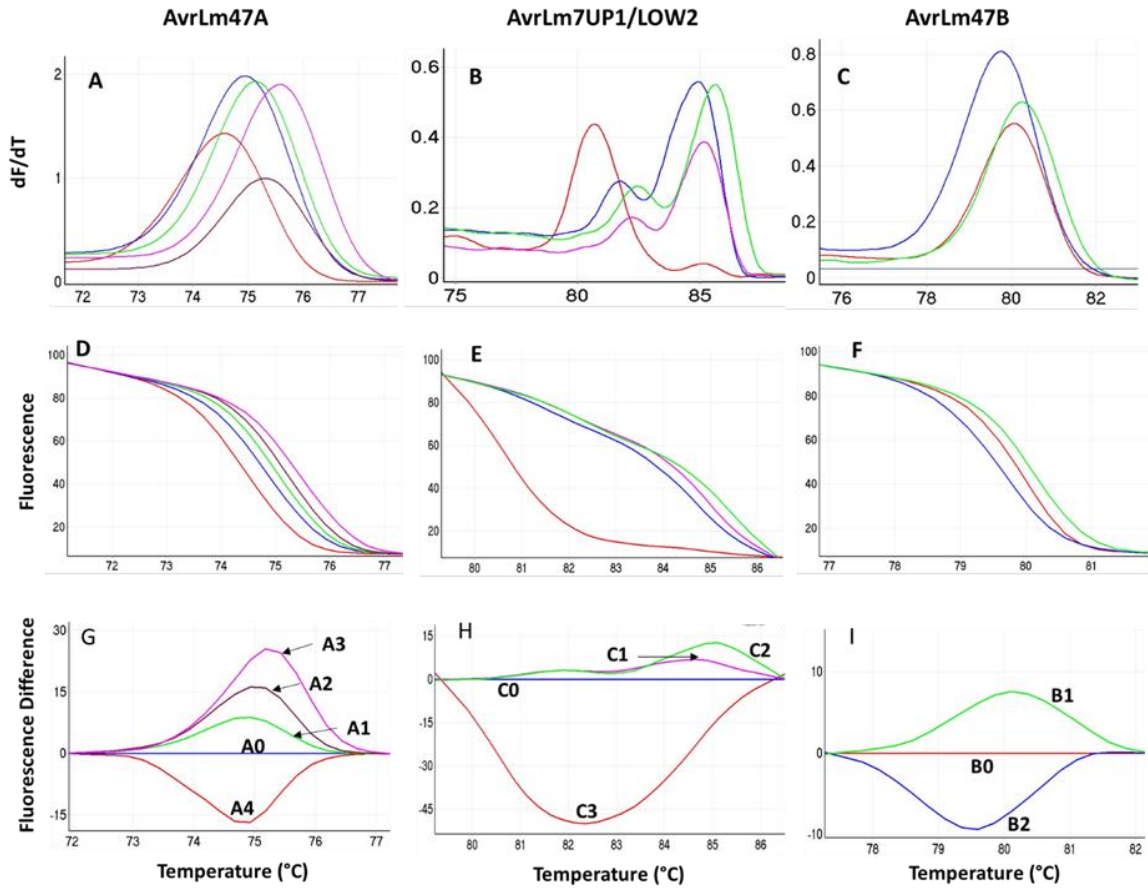 AvrLm47A AvrLm7UP1/LOW2 AvrLm47B
dF/dT
A
2
1
0
72 73 74 75 76 77
B
0.6
0.4
0.2
0
75 80 85
C
0.8
0.6
0.4
0.2
0
76 78 80 82
Fluorescence
D
100
80
60
40
20
72 73 74 75 76 77
E
100
80
60
40
20
80 81 82 83 84 85 86
F
100
80
60
40
20
77 78 79 80 81
Fluorescence Difference
G
30
15
0
-15
A3
A2
A1
A0
A4
72 73 74 75 76 77
H
15
0
-15
-30
-45
C1 C2
C0
C3
80 81 82 83 84 85 86
I
10
0
-10
B1
B0
B2
78 79 80 81 82
Temperature (°C) Temperature (°C) Temperature (°C)